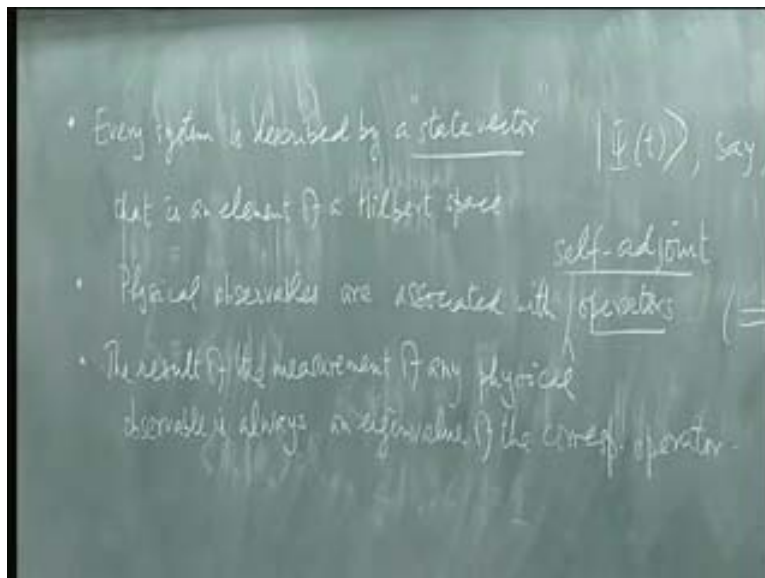 • Every system is described by a "state vector |Ψ(t)⟩, say,
that is an element of a Hilbert space
self-adjoint
• Physical observables are associated with operators (=
• The result of the measurement of any physical
observable is always an eigenvalue of the corresp. operator.